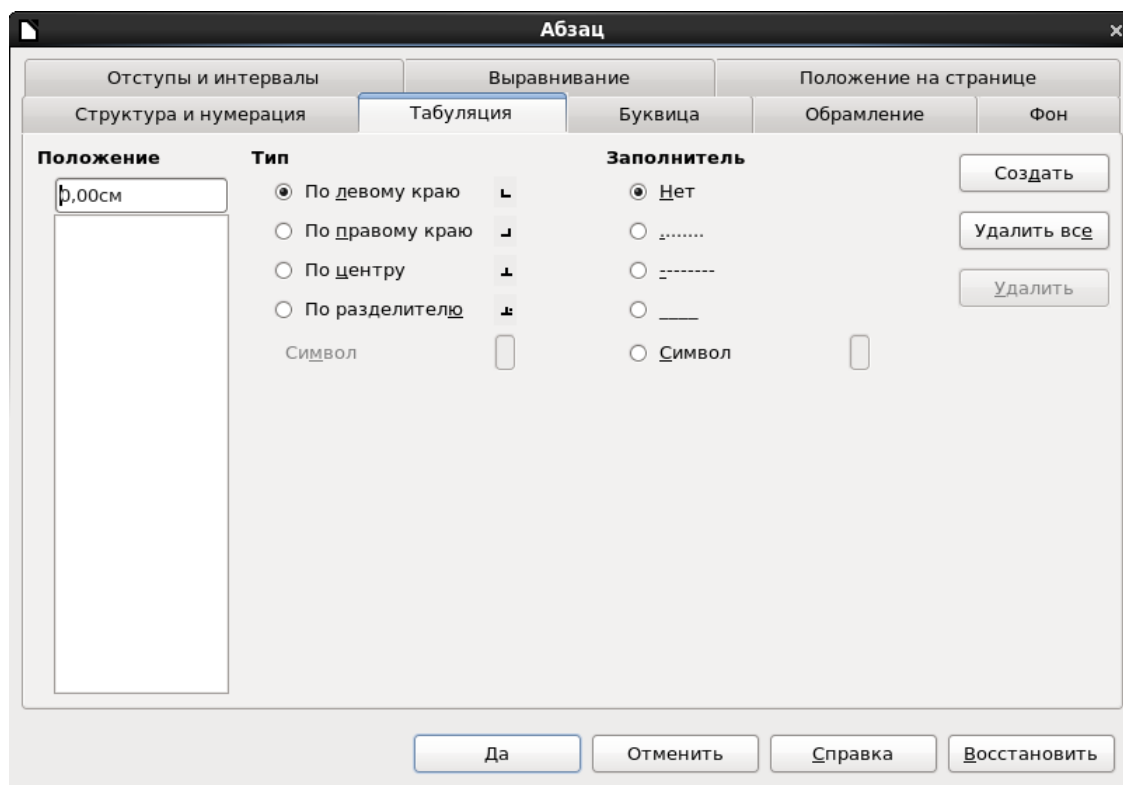 Абзац
Отступы и интервалы Выравнивание Положение на странице
Структура и нумерация Табуляция Буквица Обрамление Фон
Положение Тип Заполнитель
0,00см По левому краю Нет Создать
По правому краю ........ Удалить все
По центру -------- Удалить
По разделителю ____
Символ Символ
Да Отменить Справка Восстановить